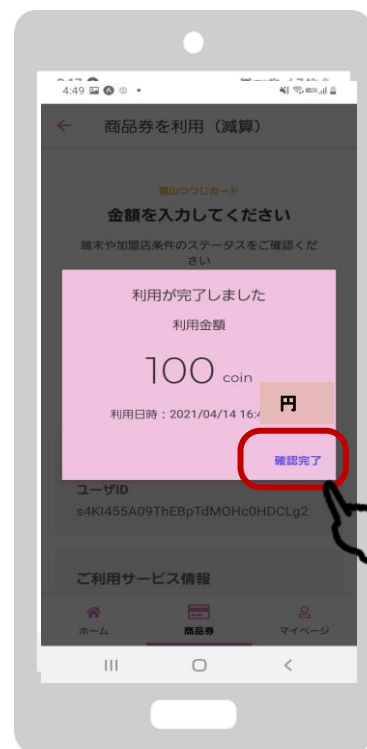 4:49
商品券を利用（減算）
葉山つつじカード
金額を入力してください
端末や加盟店条件のステータスをご確認くだ
さい
利用が完了しました
利用金額
100 coin
円
利用日時：2021/04/14 16:4
確認完了
ユーザID
s4KI455A09ThEBpTdMOHc0HDCLg2
ご利用サービス情報
ホーム
商品券
マイページ